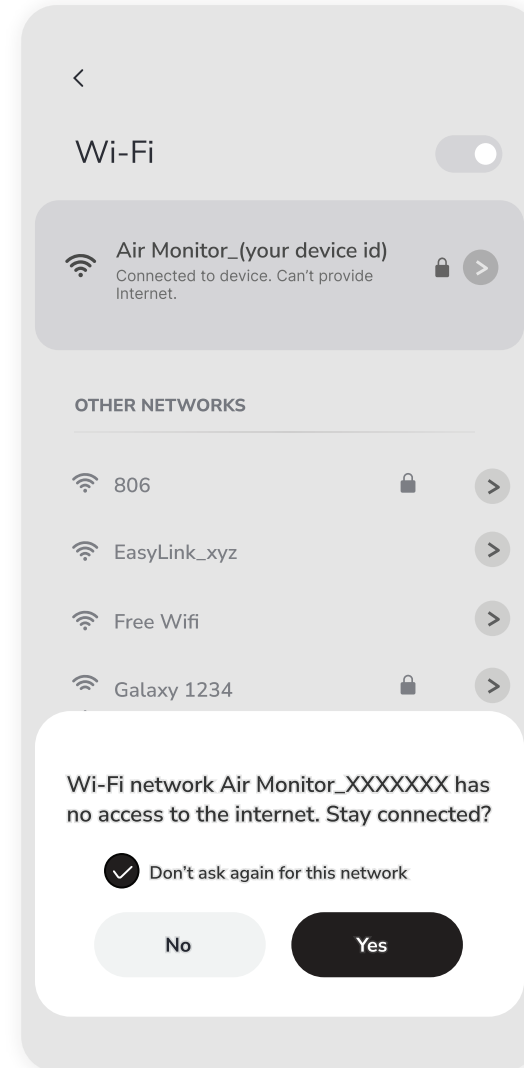 Wi-Fi
Air Monitor_(your device id)
Connected to device. Can't provide
Internet.
OTHER NETWORKS
806
EasyLink_xyz
Free Wifi
Galaxy 1234
Wi-Fi network Air Monitor_XXXXXXX has
no access to the internet. Stay connected?
Don't ask again for this network
No
Yes